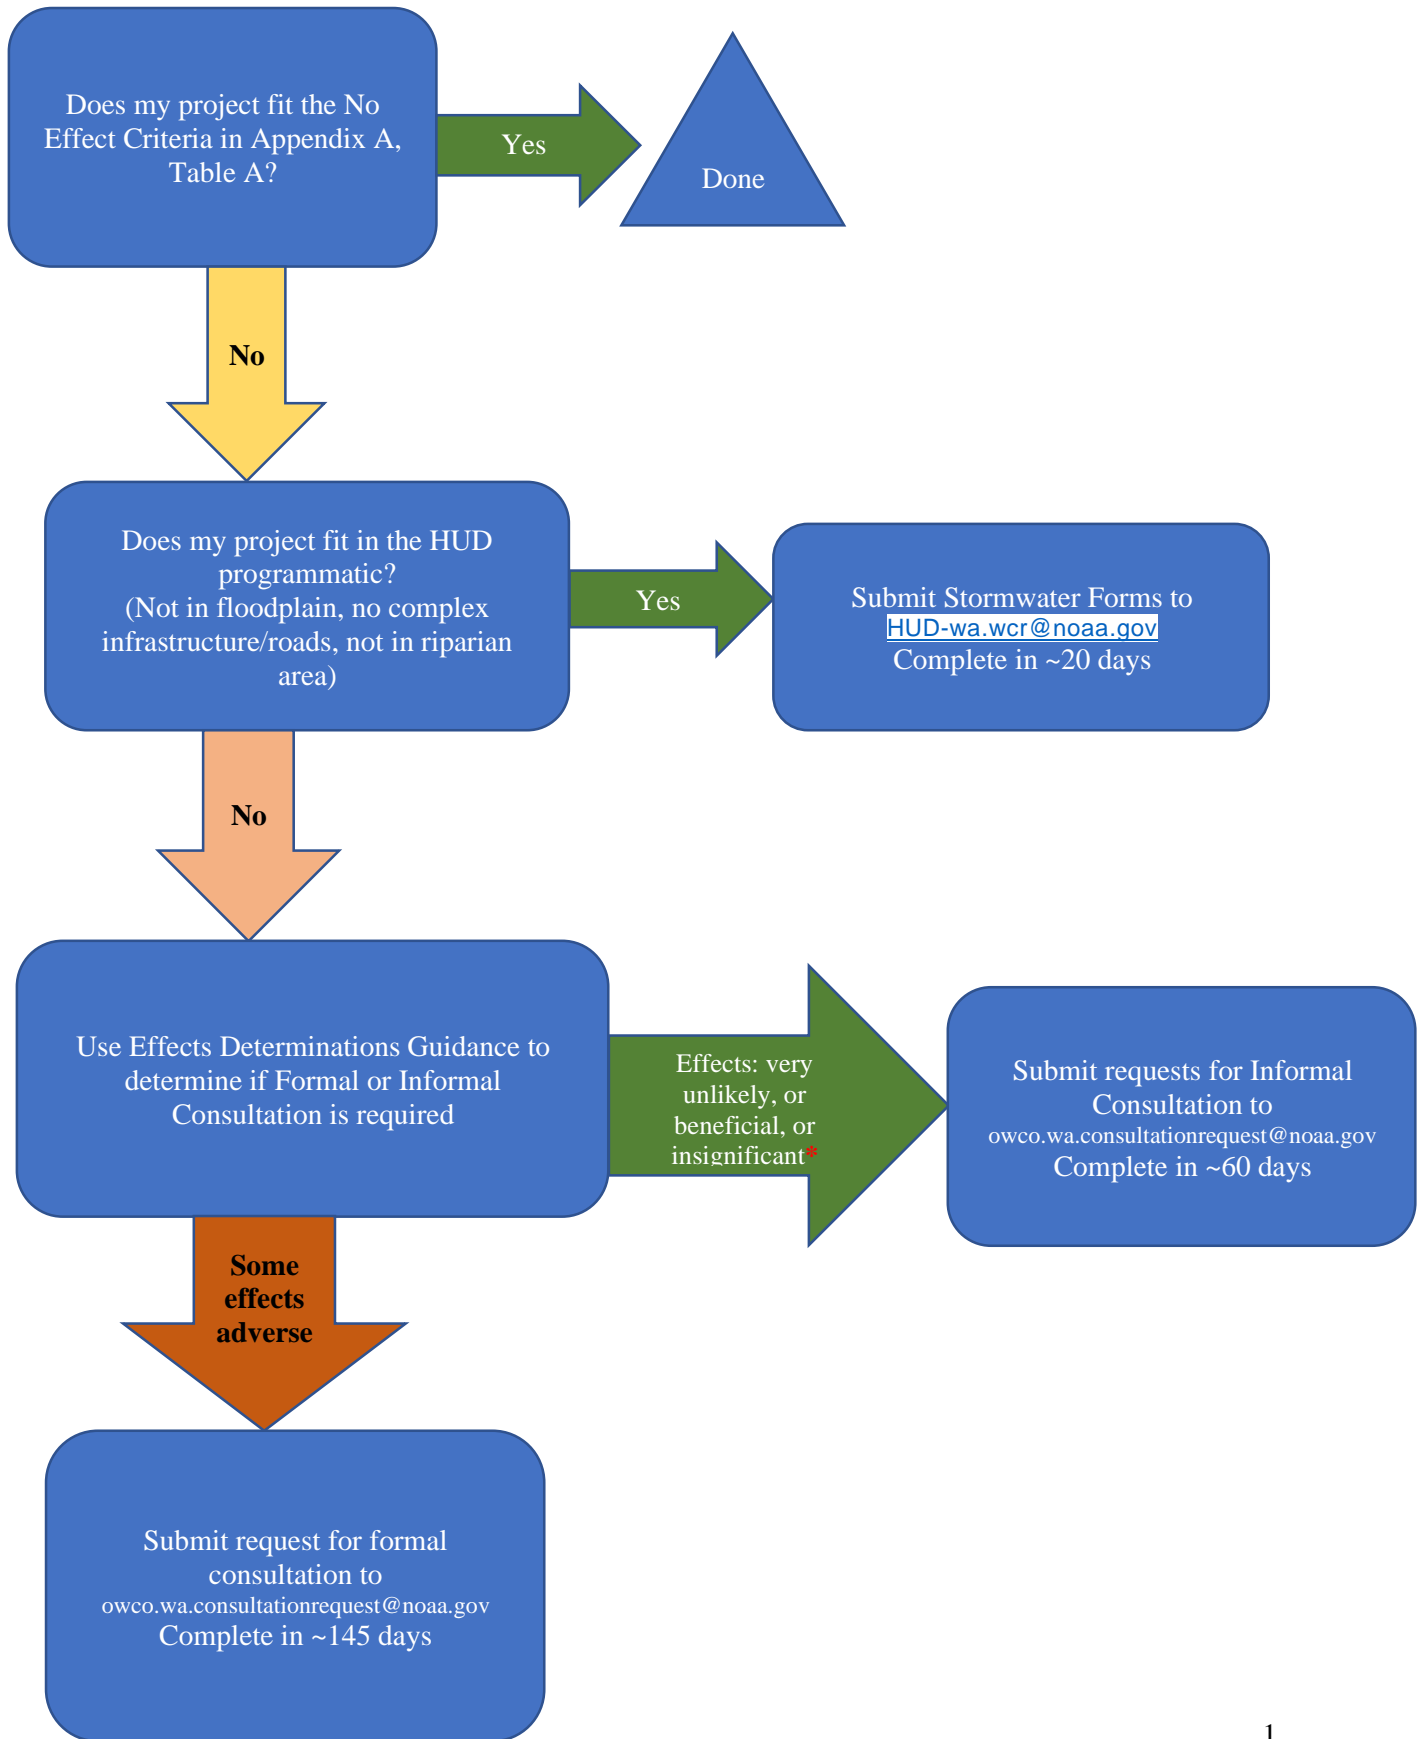 Does my project fit the No
Effect Criteria in Appendix A,
Table A?
Yes
Done
No
Does my project fit in the HUD
programmatic?
(Not in floodplain, no complex
infrastructure/roads, not in riparian
area)
Yes
Submit Stormwater Forms to
HUD-wa.wcr@noaa.gov
Complete in ~20 days
No
Use Effects Determinations Guidance to
determine if Formal or Informal
Consultation is required
Effects: very
unlikely, or
beneficial, or
insignificant*
Submit requests for Informal
Consultation to
owco.wa.consultationrequest@noaa.gov
Complete in ~60 days
Some
effects
adverse
Submit request for formal
consultation to
owco.wa.consultationrequest@noaa.gov
Complete in ~145 days
1